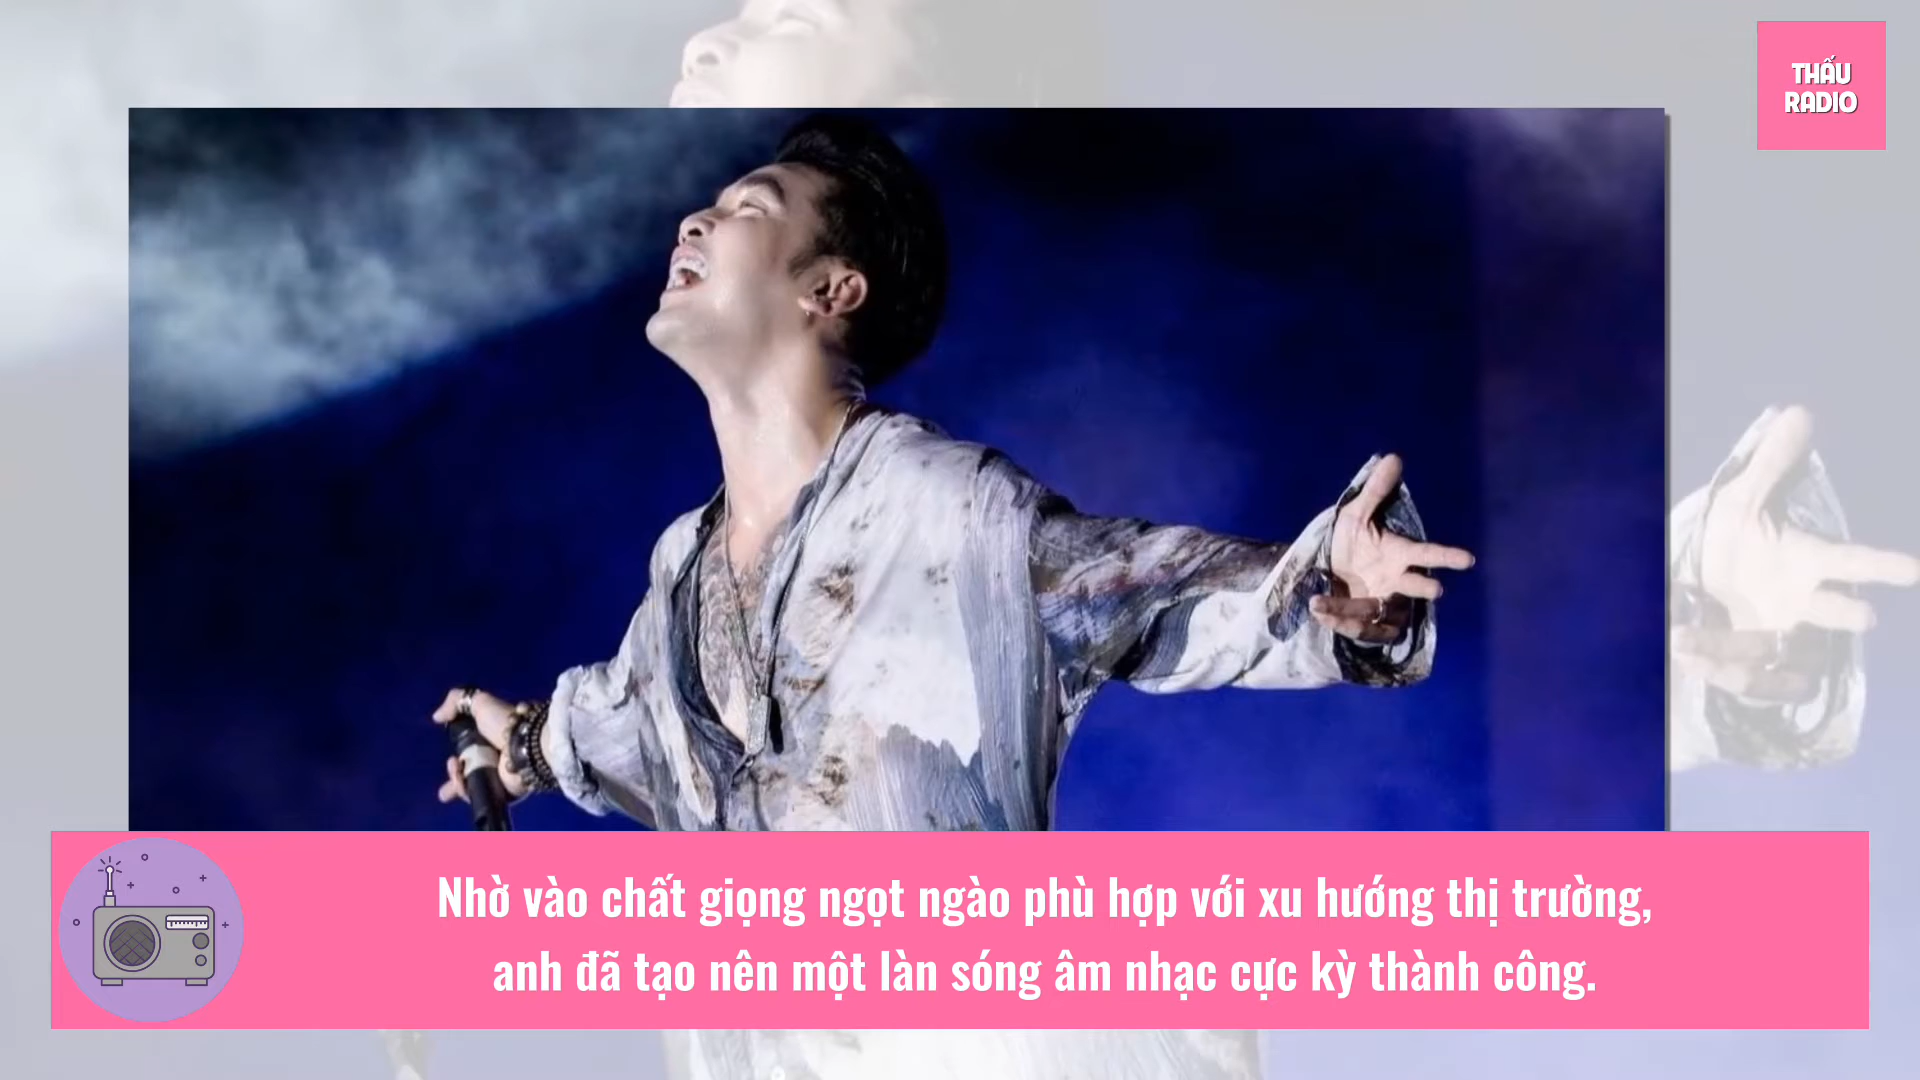 THẤU
RADIO
Nhờ vào chất giọng ngọt ngào phù hợp với xu hướng thị trường,
anh đã tạo nên một làn sóng âm nhạc cực kỳ thành công.